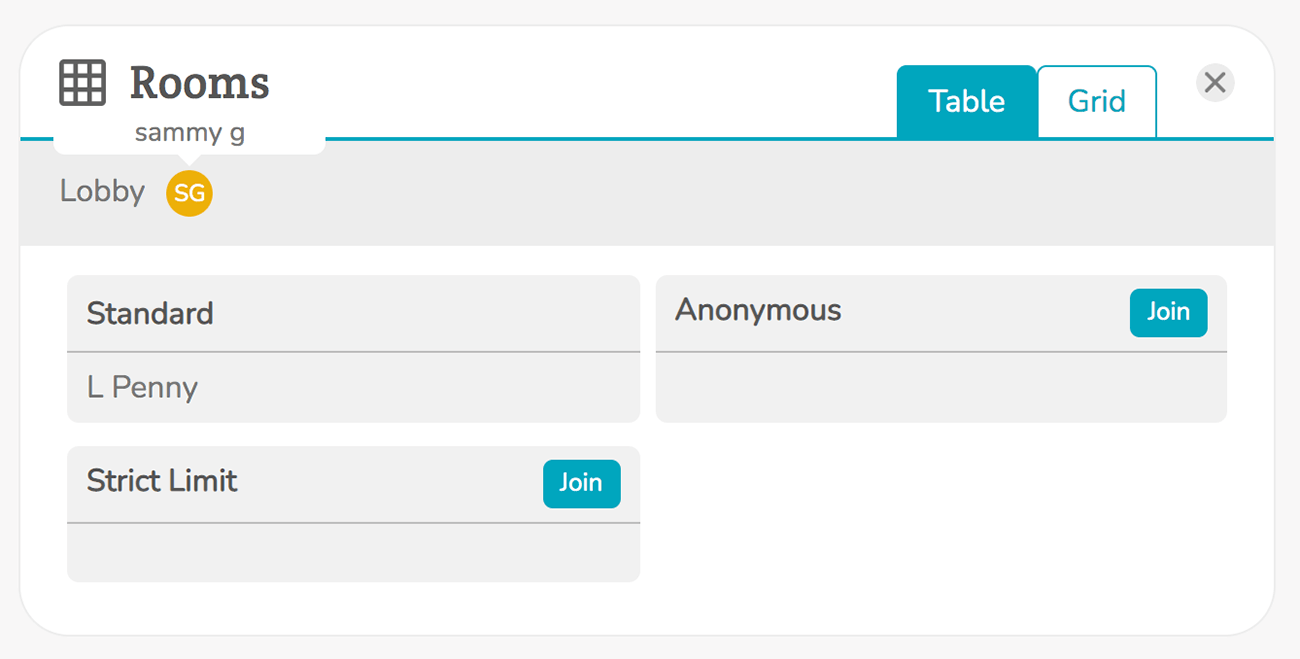 Rooms
Table
Grid
sammy g
Lobby
SG
Standard
L Penny
Anonymous
Join
Strict Limit
Join